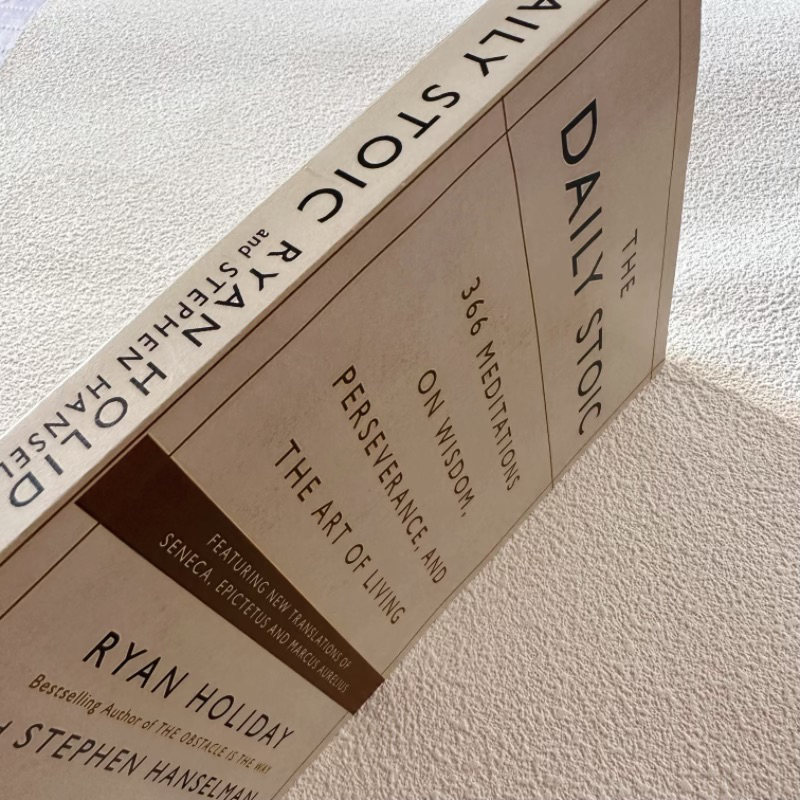 AILY STOIC RYAN HOLID
and STEPHEN HANSEL
THE
DAILY STOIC
366 MEDITATIONS
ON WISDOM,
PERSEVERANCE, AND
THE ART OF LIVING
FEATURING NEW TRANSLATIONS OF
SENECA, EPICTETUS AND MARCUS AURELIUS
RYAN HOLIDAY
Bestselling Author of THE OBSTACLE IS THE WAY
STEPHEN HANSELMAN